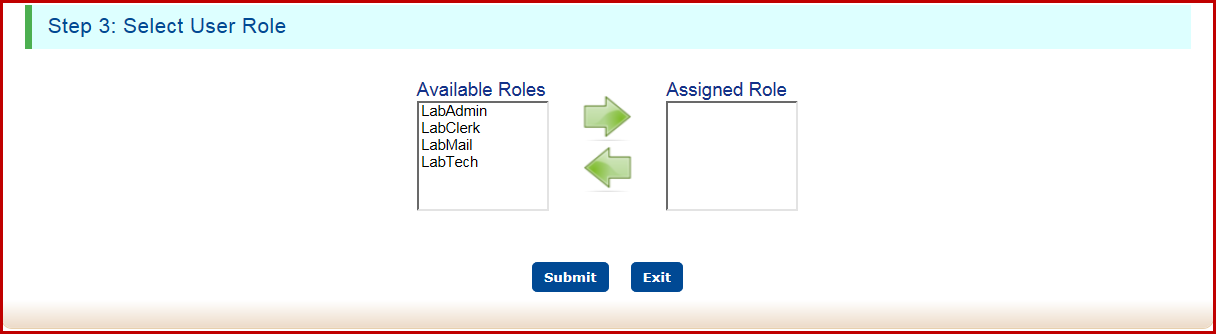 Step 3: Select User Role
Available Roles
Assigned Role
LabAdmin
LabClerk
LabMail
LabTech
Submit
Exit